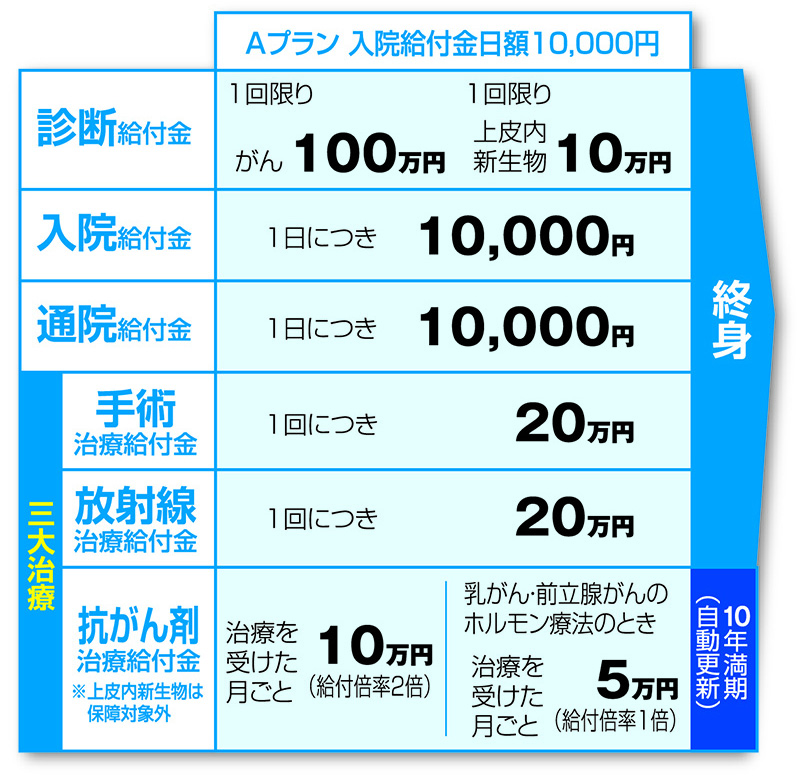 Aプラン 入院給付金日額10,000円
診断給付金
1回限り
がん 100万円
1回限り
上皮内
新生物 10万円
入院給付金
1日につき 10,000円
通院給付金
1日につき 10,000円
三大治療
手術
治療給付金
1回につき 20万円
放射線
治療給付金
1回につき 20万円
終身
抗がん剤
治療給付金
※上皮内新生物は
保障対象外
治療を
受けた
月ごと
10万円
(給付倍率2倍)
乳がん・前立腺がんの
ホルモン療法のとき
治療を
受けた
月ごと
5万円
(給付倍率1倍)
10年満期
(自動更新)